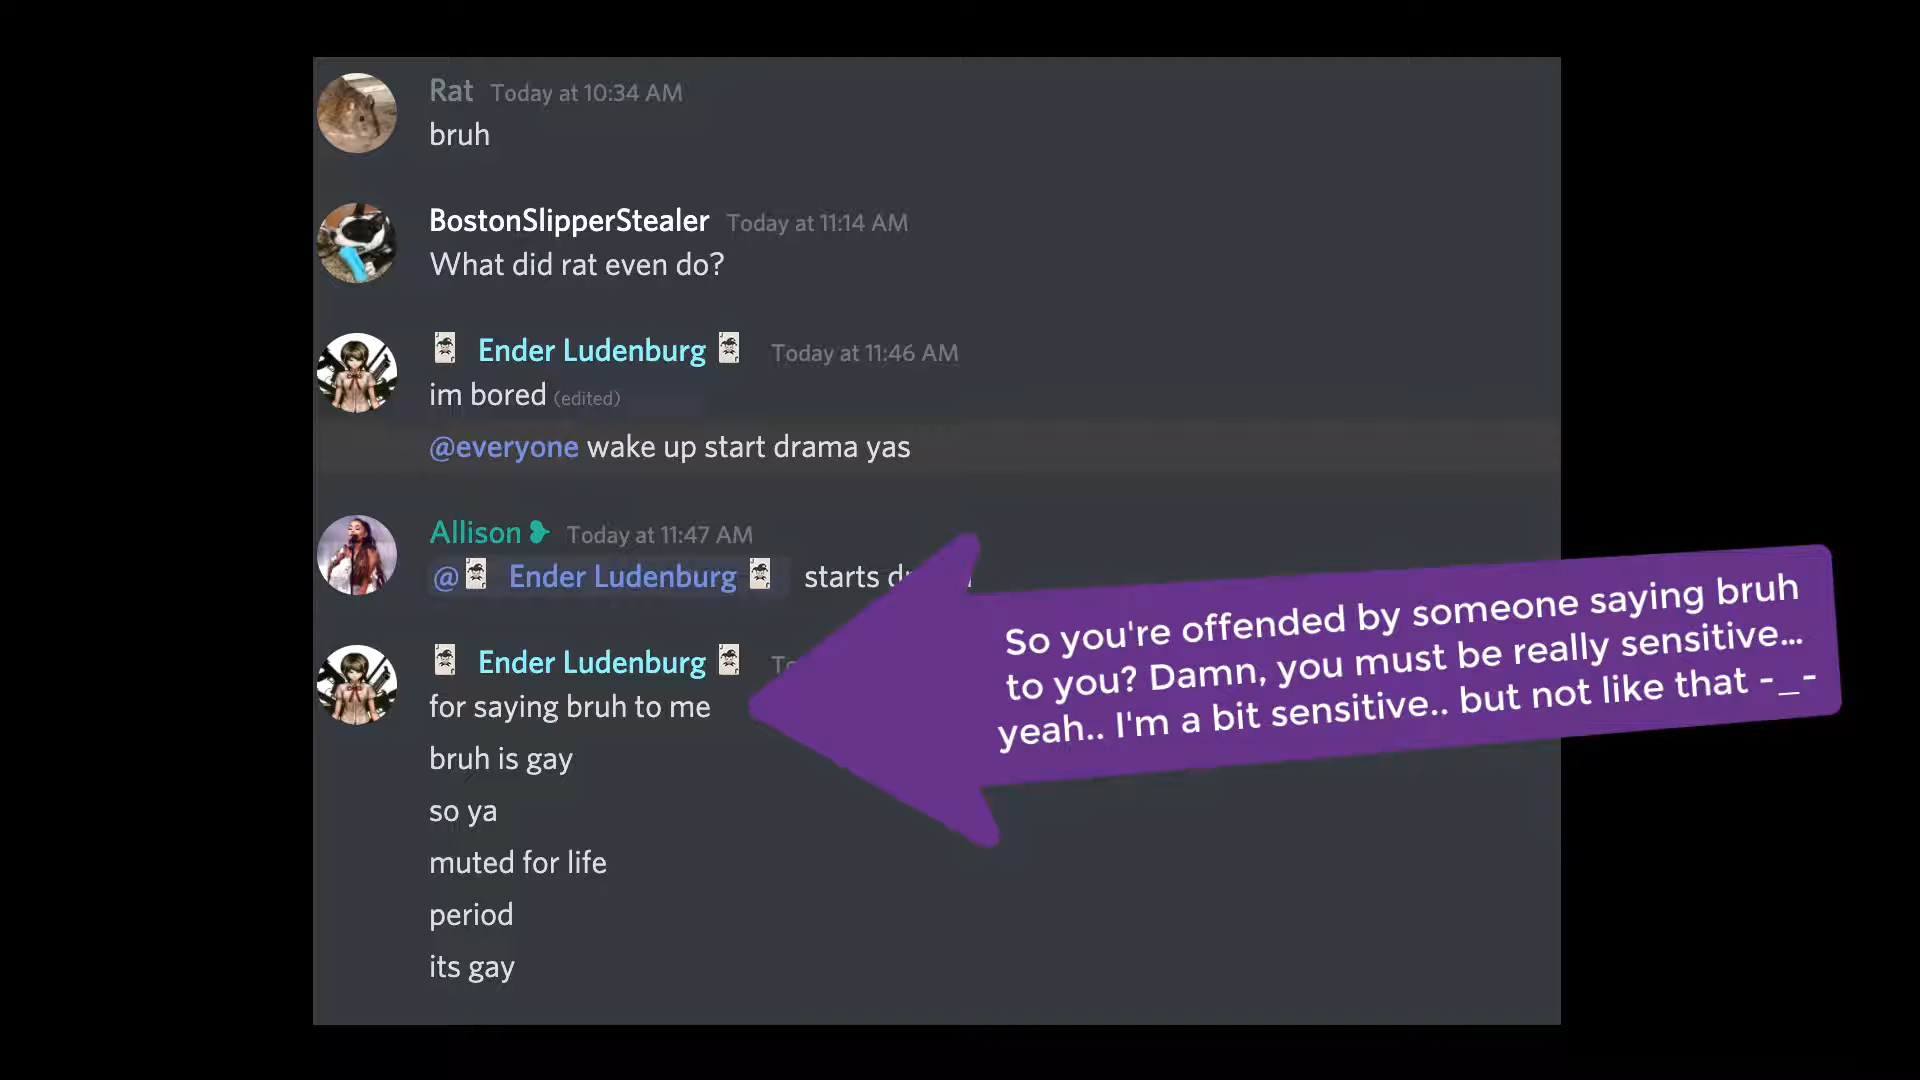 Rat Today at 10:34 AM
bruh
BostonSlipperStealer Today at 11:14 AM
What did rat even do?
Ender Ludenburg Today at 11:46 AM
im bored (edited)
@everyone wake up start drama yas
Allison Today at 11:47 AM
@ Ender Ludenburg starts
Ender Ludenburg
for saying bruh to me
bruh is gay
so ya
muted for life
period
its gay
So you're offended by someone saying bruh
to you? Damn, you must be really sensitive...
yeah.. I'm a bit sensitive.. but not like that -_-